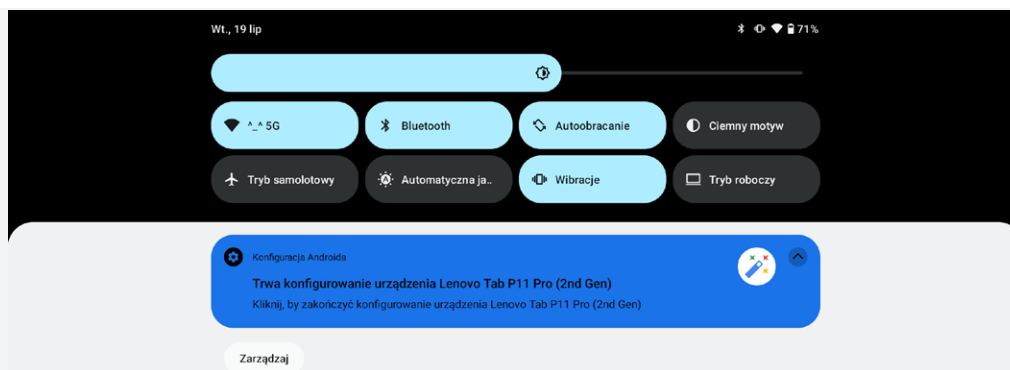 Wt., 19 lip 71%
^_^ 5G Bluetooth Autoobracanie Ciemny motyw
Tryb samolotowy Automatyczna ja.. Wibracje Tryb roboczy
Konfiguracja Androida
Trwa konfigurowanie urządzenia Lenovo Tab P11 Pro (2nd Gen)
Kliknij, by zakończyć konfigurowanie urządzenia Lenovo Tab P11 Pro (2nd Gen)
Zarządzaj